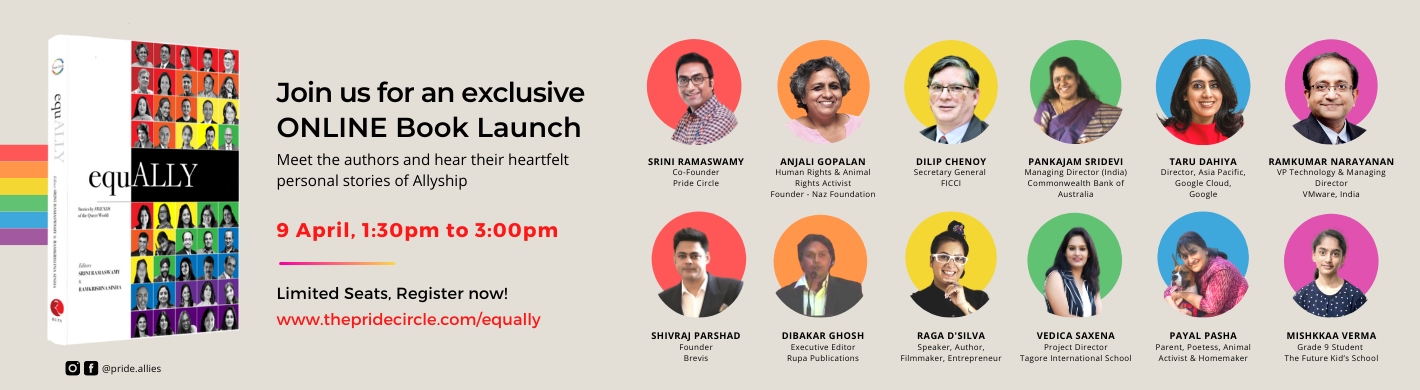 equALLY
equALLY
Stories by FRIENDS
of the Queer World
Editors
SRINI RAMASWAMY
&
RAMKRISHNA SINHA
Join us for an exclusive
ONLINE Book Launch
Meet the authors and hear their heartfelt
personal stories of Allyship
9 April, 1:30pm to 3:00pm
Limited Seats, Register now!
www.thepridecircle.com/equally
@pride.allies
SRINI RAMASWAMY
Co-Founder
Pride Circle
ANJALI GOPALAN
Human Rights & Animal
Rights Activist
Founder - Naz Foundation
DILIP CHENOY
Secretary General
FICCI
PANKAJAM SRIDEVI
Managing Director (India)
Commonwealth Bank of
Australia
TARU DAHIYA
Director, Asia Pacific,
Google Cloud,
Google
RAMKUMAR NARAYANAN
VP Technology & Managing
Director
VMware, India
SHIVRAJ PARSHAD
Founder
Brevis
DIBAKAR GHOSH
Executive Editor
Rupa Publications
RAGA D'SILVA
Speaker, Author,
Filmmaker, Entrepreneur
VEDICA SAXENA
Project Director
Tagore International School
PAYAL PASHA
Parent, Poetess, Animal
Activist & Homemaker
MISHKKAA VERMA
Grade 9 Student
The Future Kid's School